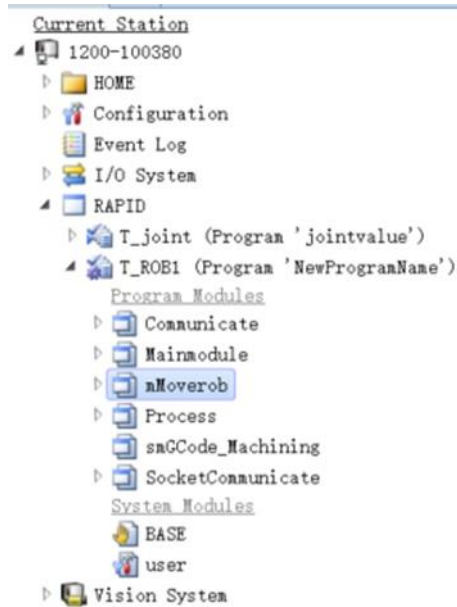 Current Station
1200-100380
HOME
Configuration
Event Log
I/O System
RAPID
T_joint (Program 'jointvalue')
T_ROB1 (Program 'NewProgramName')
Program Modules
Communicate
Mainmodule
mMoverob
Process
smGCode_Machining
SocketCommunicate
System Modules
BASE
user
Vision System